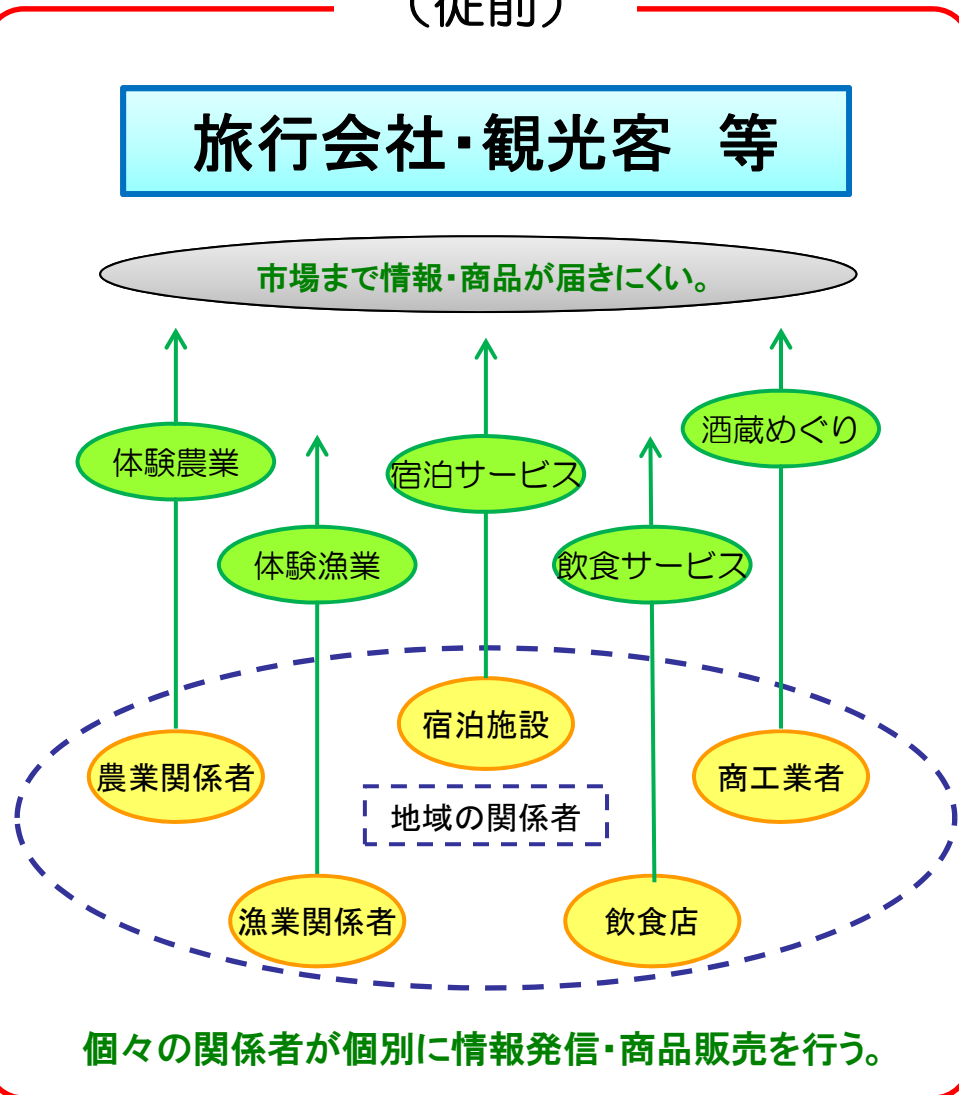 （従前）
旅行会社・観光客　等
市場まで情報・商品が届きにくい。
酒蔵めぐり
体験農業
宿泊サービス
体験漁業
飲食サービス
宿泊施設
農業関係者
商工業者
地域の関係者
漁業関係者
飲食店
個々の関係者が個別に情報発信・商品販売を行う。